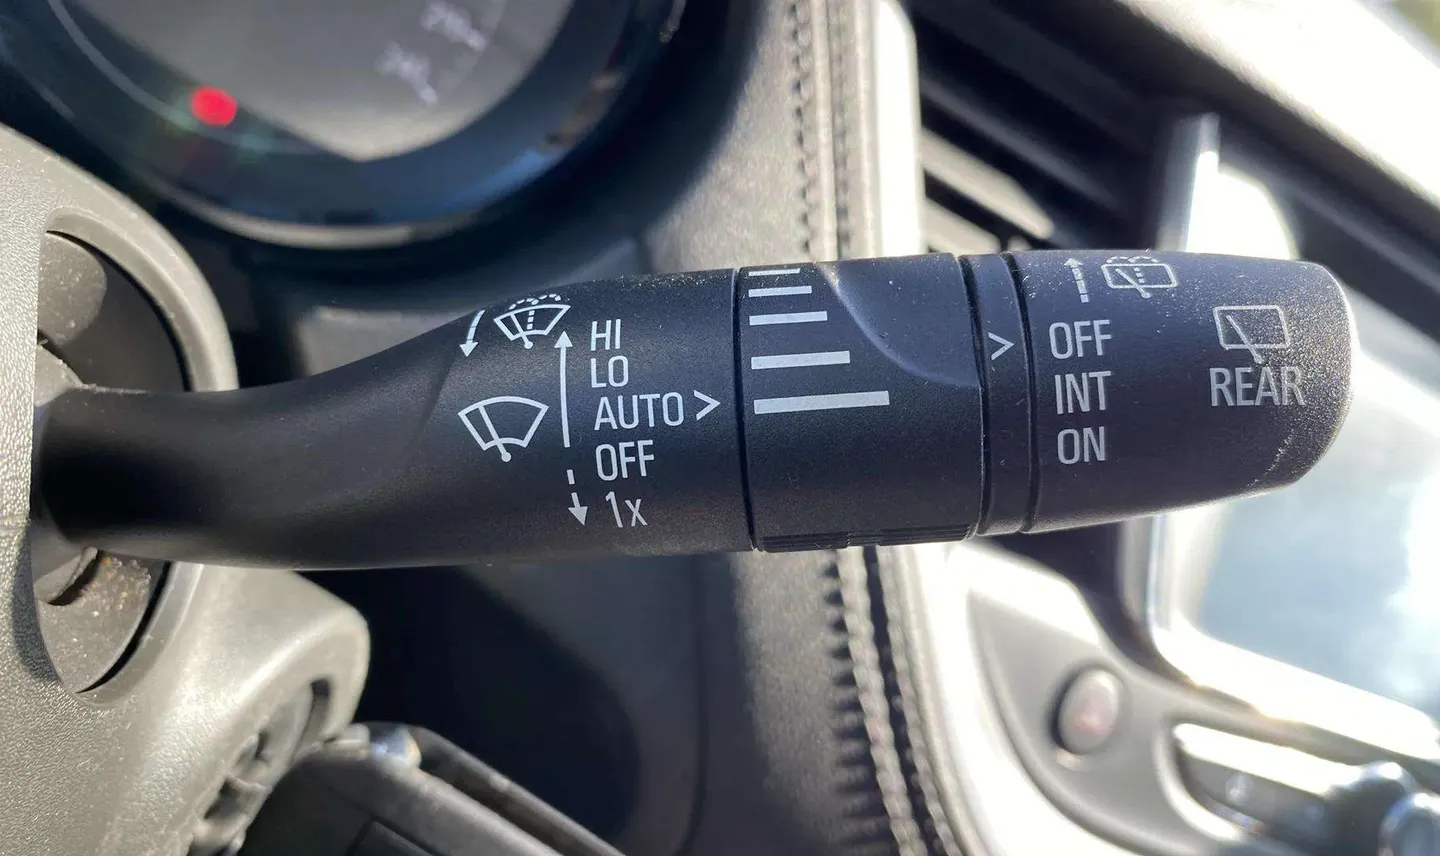 HI
LO
AUTO >
OFF
1x
>
OFF
INT
ON
REAR